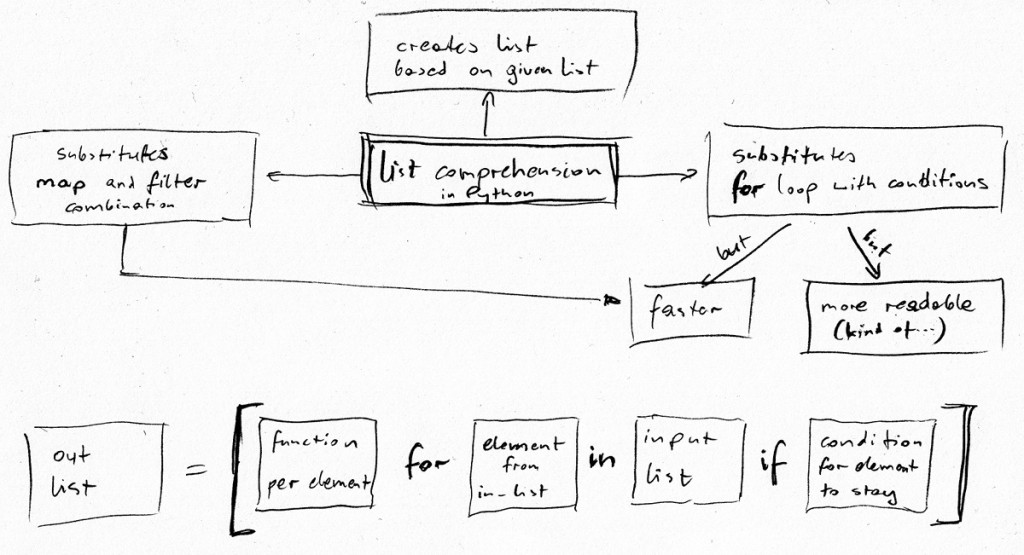 creates list
based on given list
substitutes
map and filter
combination
list comprehension
in Python
substitutes
for loop with conditions
but
but
faster
more readable
(kind of...)
out
list
=
[
function
per element
for
element
from
in-list
in
input
list
if
condition
for element
to stay
]